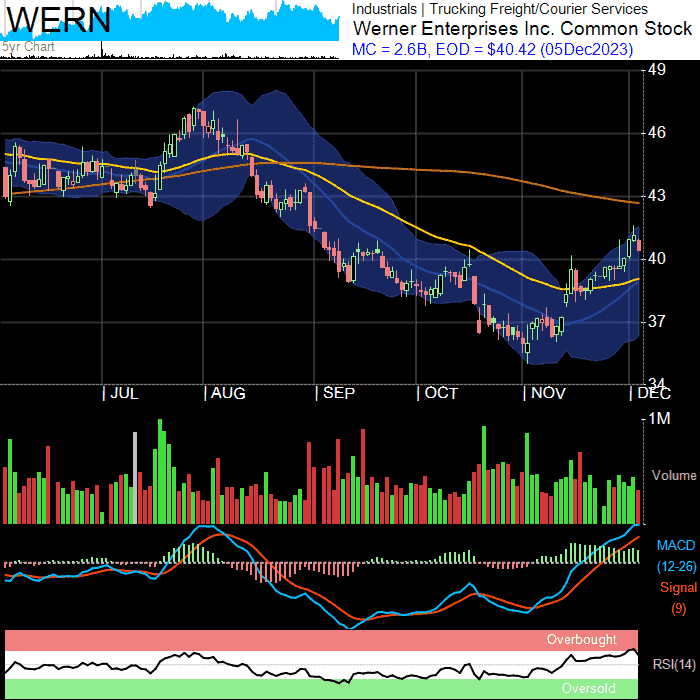 WERN
5yr Chart
Industrials | Trucking Freight/Courier Services
Werner Enterprises Inc. Common Stock
MC = 2.6B, EOD = $40.42 (05Dec2023)
49
46
43
40
37
34
JUL
AUG
SEP
OCT
NOV
DEC
1M
Volume
MACD
(12-26)
Signal
(9)
Overbought
RSI(14)
Oversold